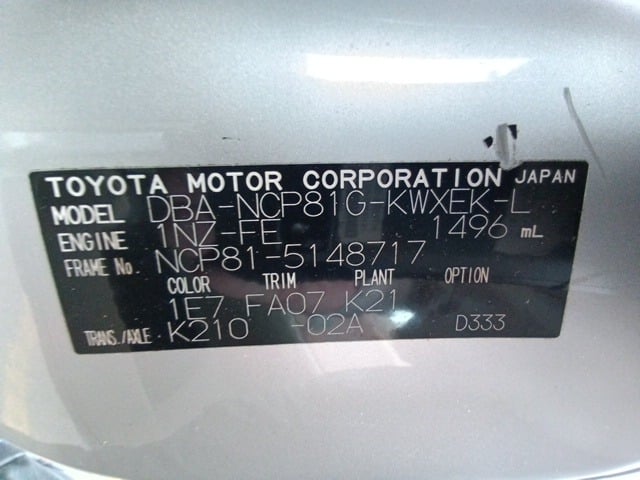 TOYOTA MOTOR CORPORATION JAPAN
MODEL DBA-NCP81G-KWXEK-L
ENGINE 1NZ-FE 1496 mL
FRAME No. NCP81-5148717
COLOR TRIM PLANT OPTION
1E7 FA07 K21
TRANS./AXLE K210 -02A D333